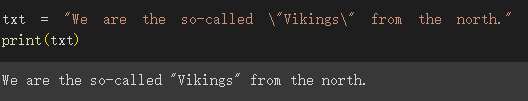 txt = "We are the so-called \"Vikings\" from the north."
print(txt)
We are the so-called "Vikings" from the north.